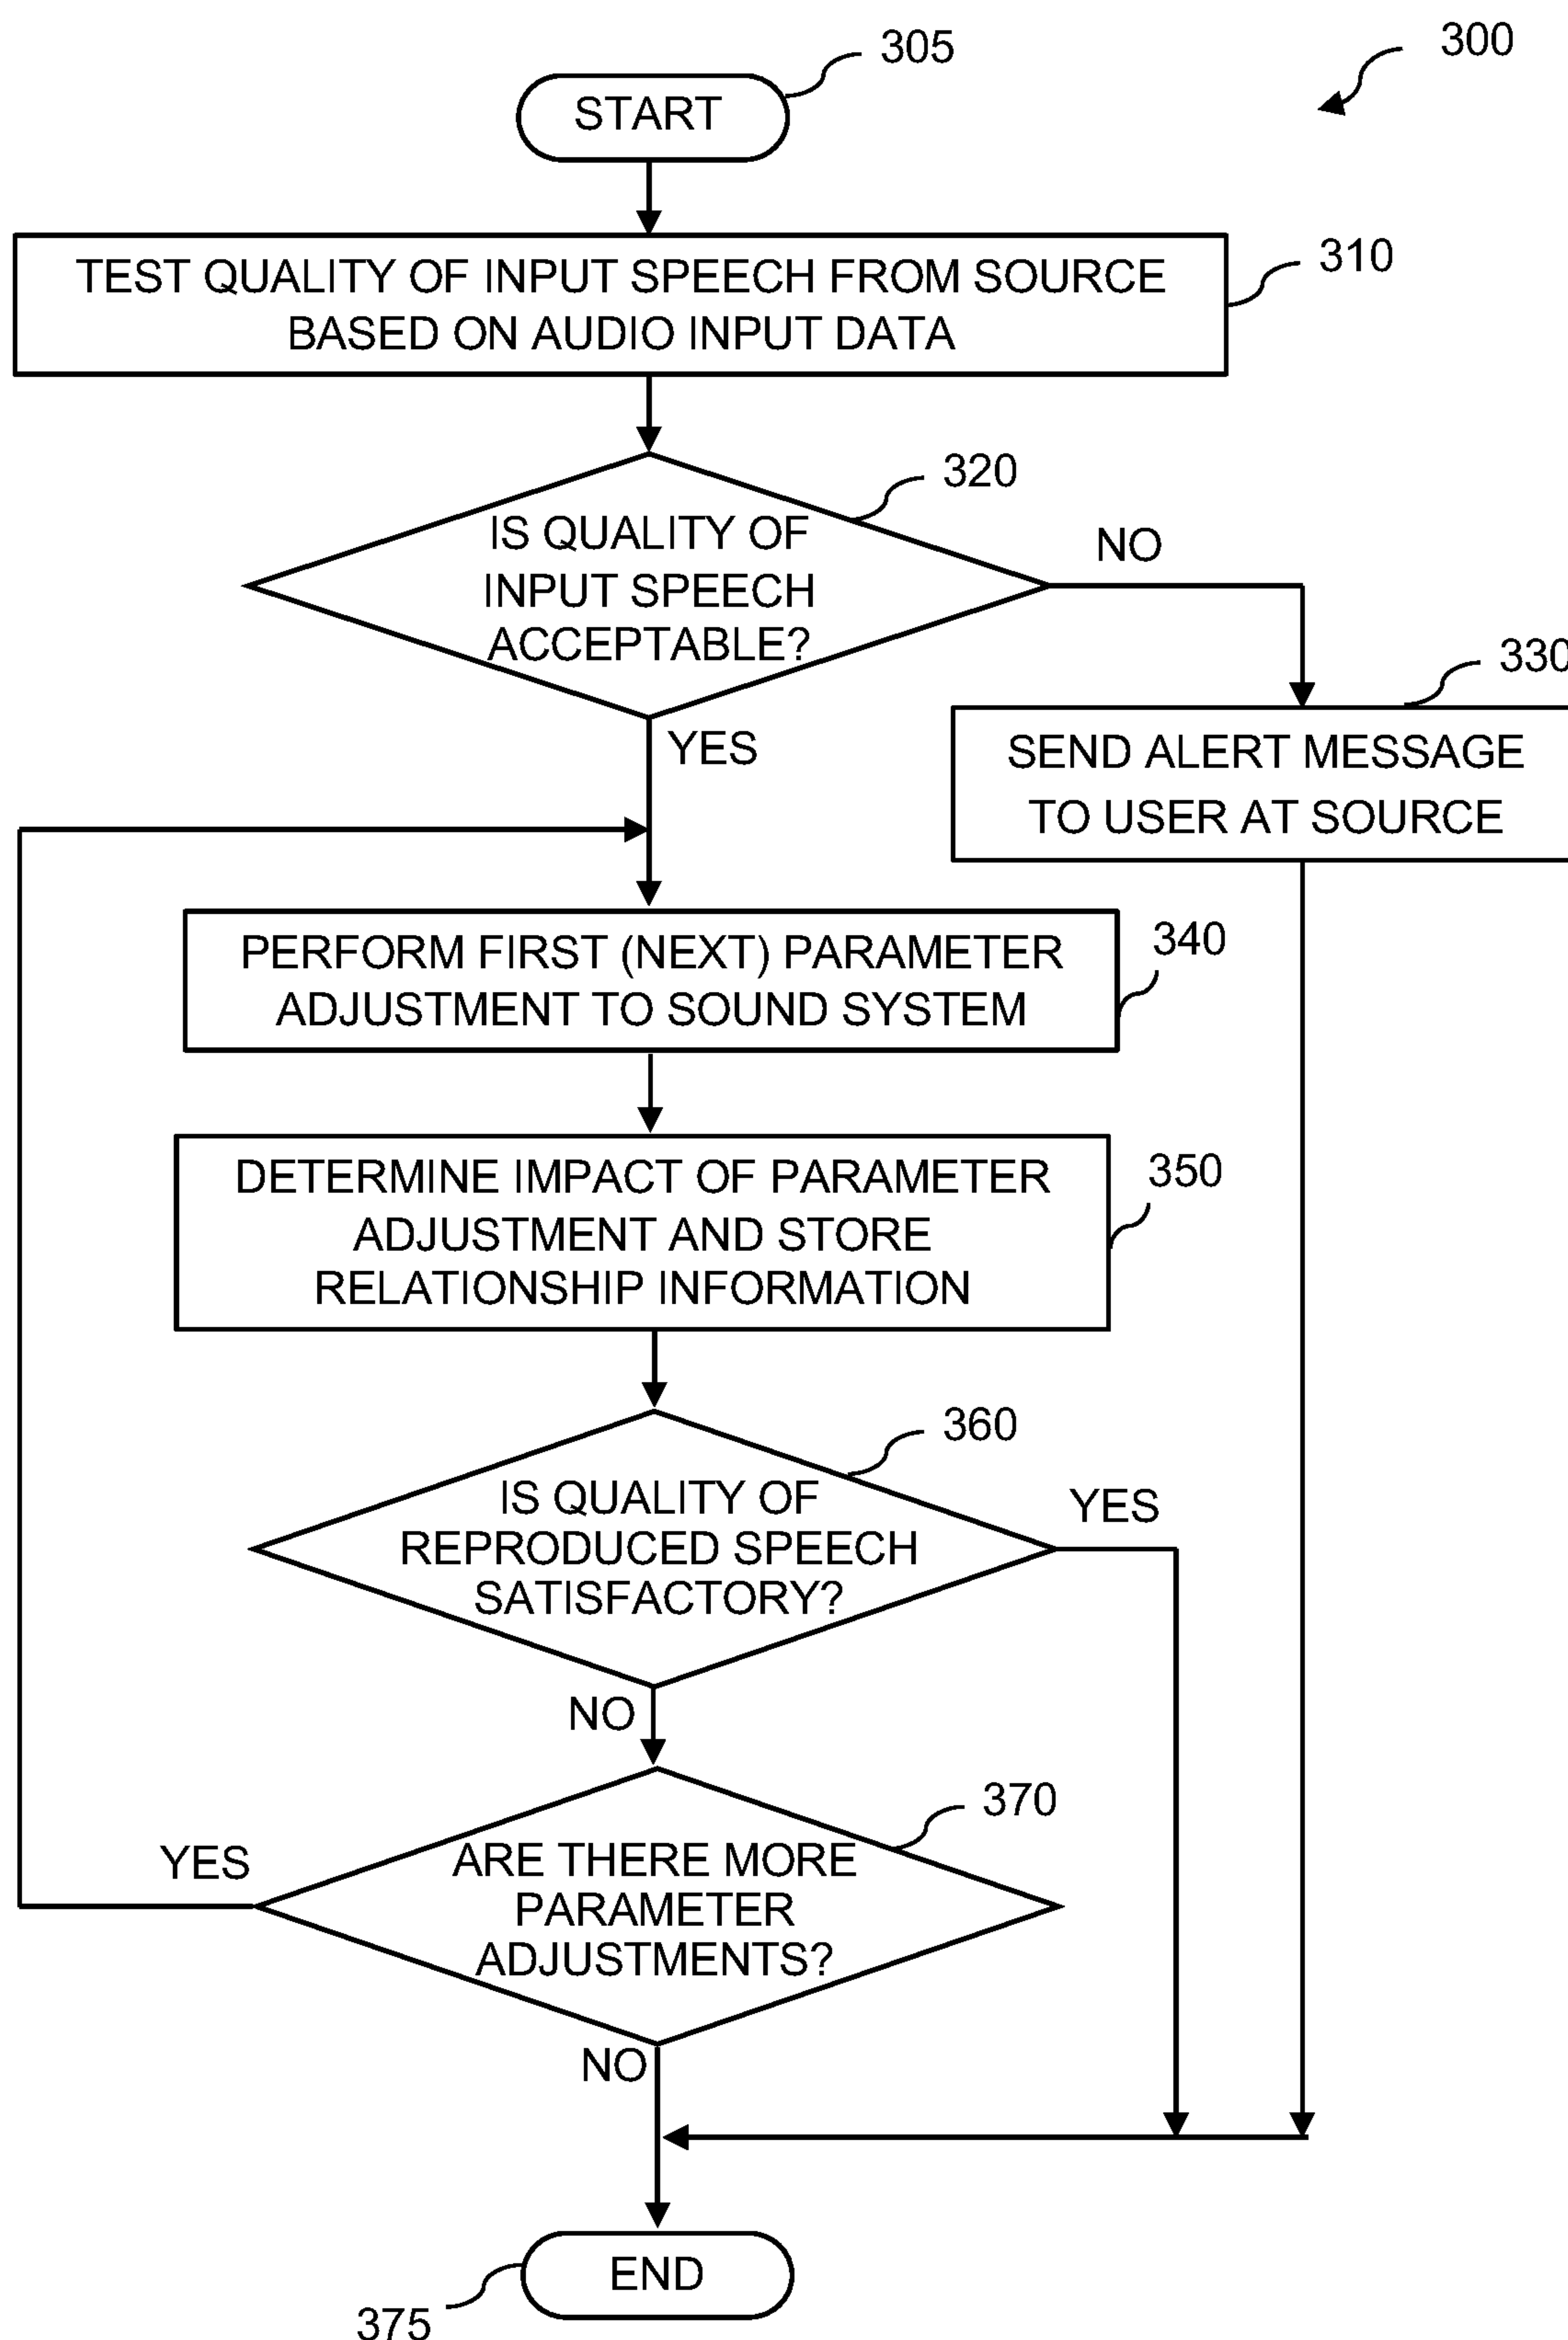 305
300
START
TEST QUALITY OF INPUT SPEECH FROM SOURCE
BASED ON AUDIO INPUT DATA
310
320
IS QUALITY OF
INPUT SPEECH
ACCEPTABLE?
NO
YES
330
SEND ALERT MESSAGE
TO USER AT SOURCE
PERFORM FIRST (NEXT) PARAMETER
ADJUSTMENT TO SOUND SYSTEM
340
DETERMINE IMPACT OF PARAMETER
ADJUSTMENT AND STORE
RELATIONSHIP INFORMATION
350
360
IS QUALITY OF
REPRODUCED SPEECH
SATISFACTORY?
YES
NO
370
ARE THERE MORE
PARAMETER
ADJUSTMENTS?
YES
NO
END
375